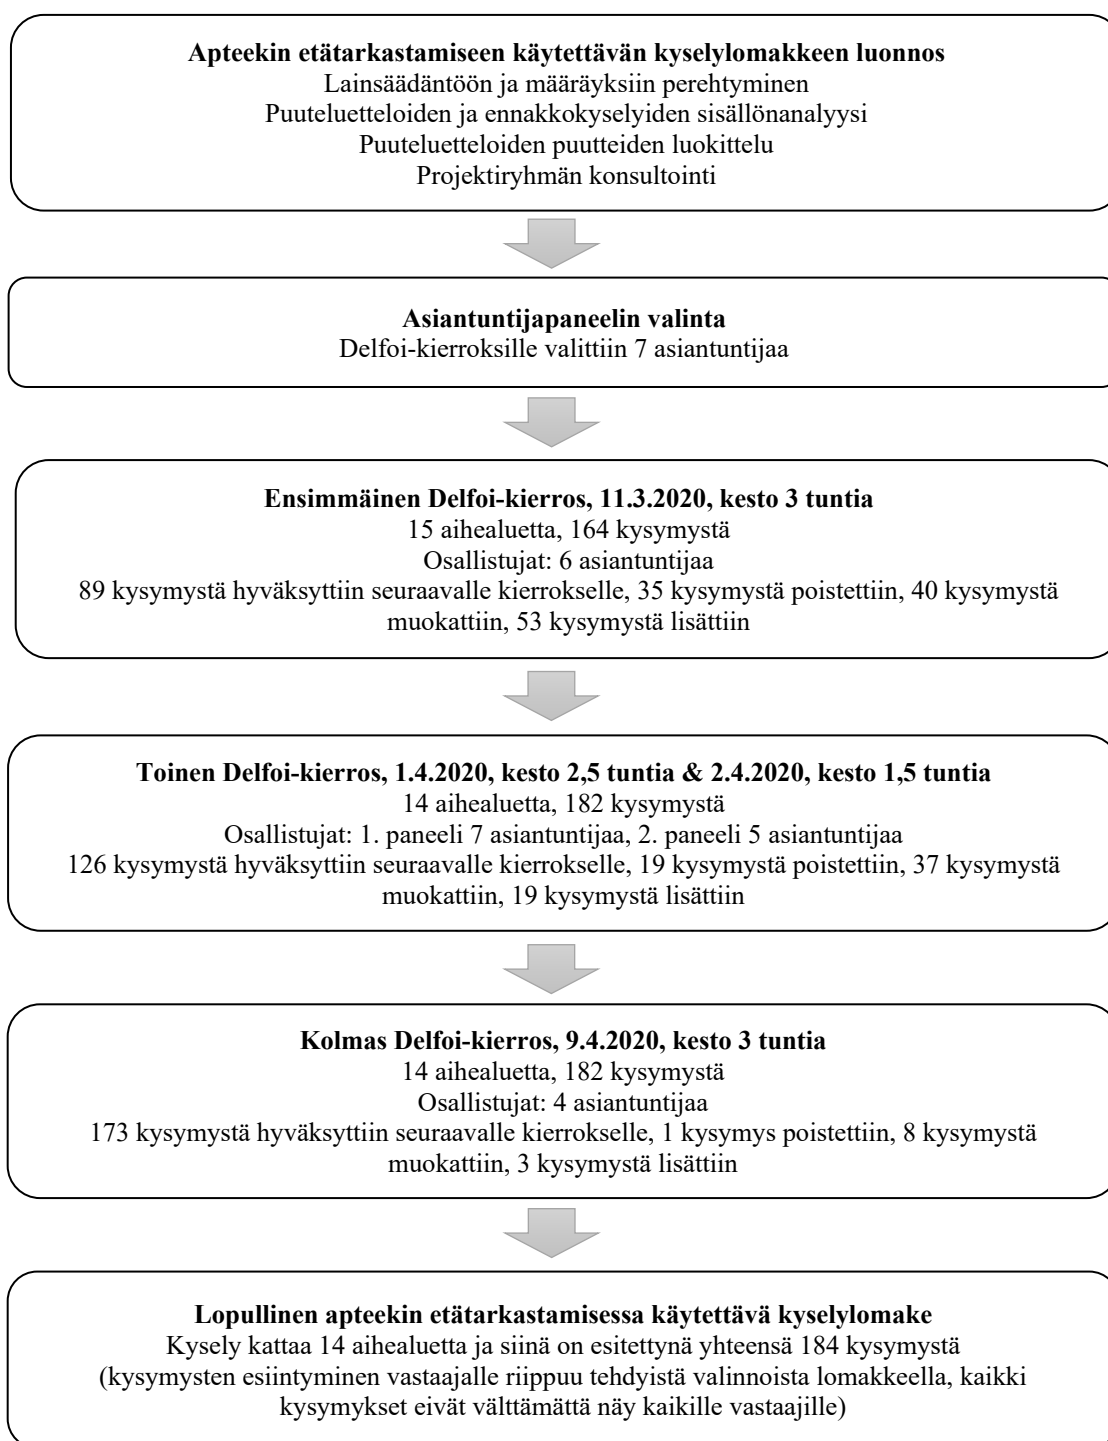 Apteekin etätarkastamiseen käytettävän kyselylomakkeen luonnos
Lainsäädäntöön ja määräyksiin perehtyminen
Puuteluetteloiden ja ennakkokyselyiden sisällönanalyysi
Puuteluetteloiden puutteiden luokittelu
Projektiryhmän konsultointi
Asiantuntijapaneelin valinta
Delfoi-kierroksille valittiin 7 asiantuntijaa
Ensimmäinen Delfoi-kierros, 11.3.2020, kesto 3 tuntia
15 aihealuetta, 164 kysymystä
Osallistujat: 6 asiantuntijaa
89 kysymystä hyväksyttiin seuraavalle kierrokselle, 35 kysymystä poistettiin, 40 kysymystä
muokattiin, 53 kysymystä lisättiin
Toinen Delfoi-kierros, 1.4.2020, kesto 2,5 tuntia & 2.4.2020, kesto 1,5 tuntia
14 aihealuetta, 182 kysymystä
Osallistujat: 1. paneeli 7 asiantuntijaa, 2. paneeli 5 asiantuntijaa
126 kysymystä hyväksyttiin seuraavalle kierrokselle, 19 kysymystä poistettiin, 37 kysymystä
muokattiin, 19 kysymystä lisättiin
Kolmas Delfoi-kierros, 9.4.2020, kesto 3 tuntia
14 aihealuetta, 182 kysymystä
Osallistujat: 4 asiantuntijaa
173 kysymystä hyväksyttiin seuraavalle kierrokselle, 1 kysymys poistettiin, 8 kysymystä
muokattiin, 3 kysymystä lisättiin
Lopullinen apteekin etätarkastamisessa käytettävä kyselylomake
Kysely kattaa 14 aihealuetta ja siinä on esitettynä yhteensä 184 kysymystä
(kysymysten esiintyminen vastaajalle riippuu tehdyistä valinnoista lomakkeella, kaikki
kysymykset eivät välttämättä näy kaikille vastaajille)